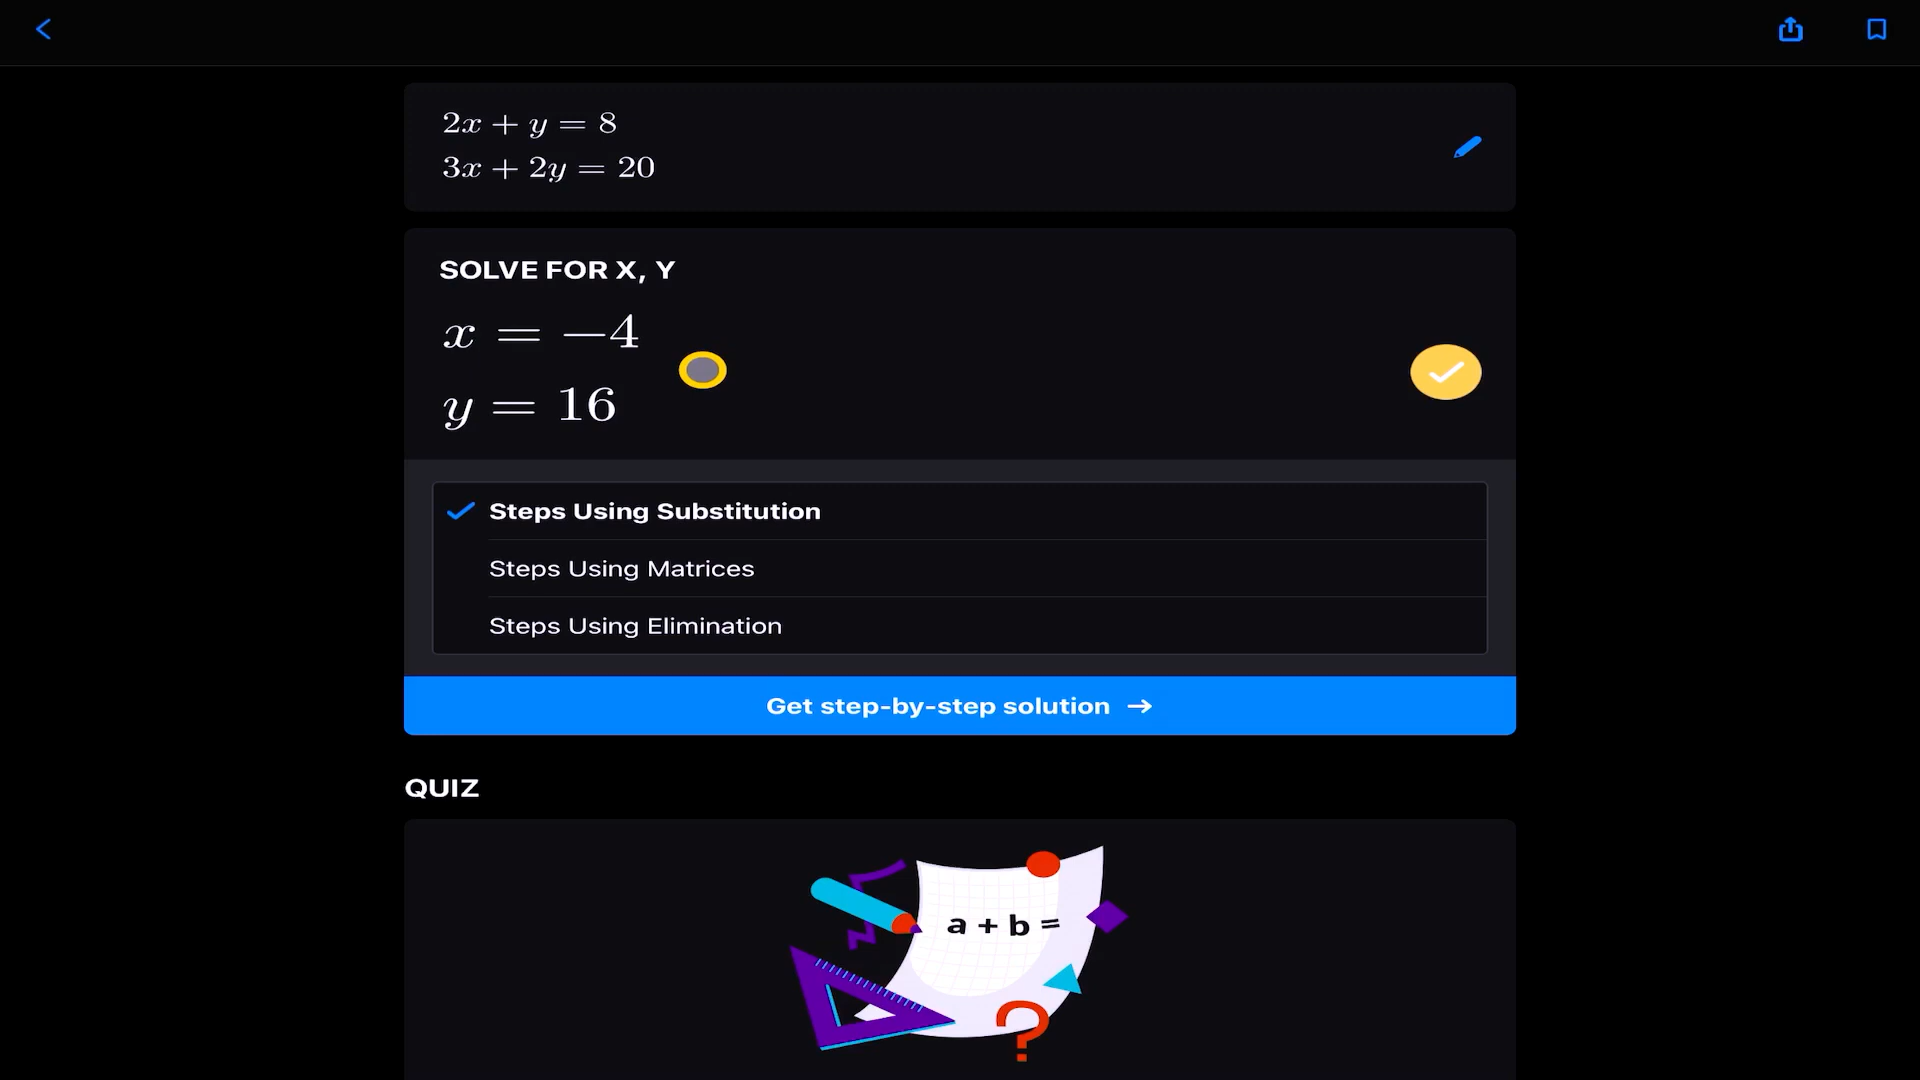 2x + y = 8
3x + 2y = 20
SOLVE FOR X, Y
x = −4
y = 16
Steps Using Substitution
Steps Using Matrices
Steps Using Elimination
Get step-by-step solution →
QUIZ
a + b =
?